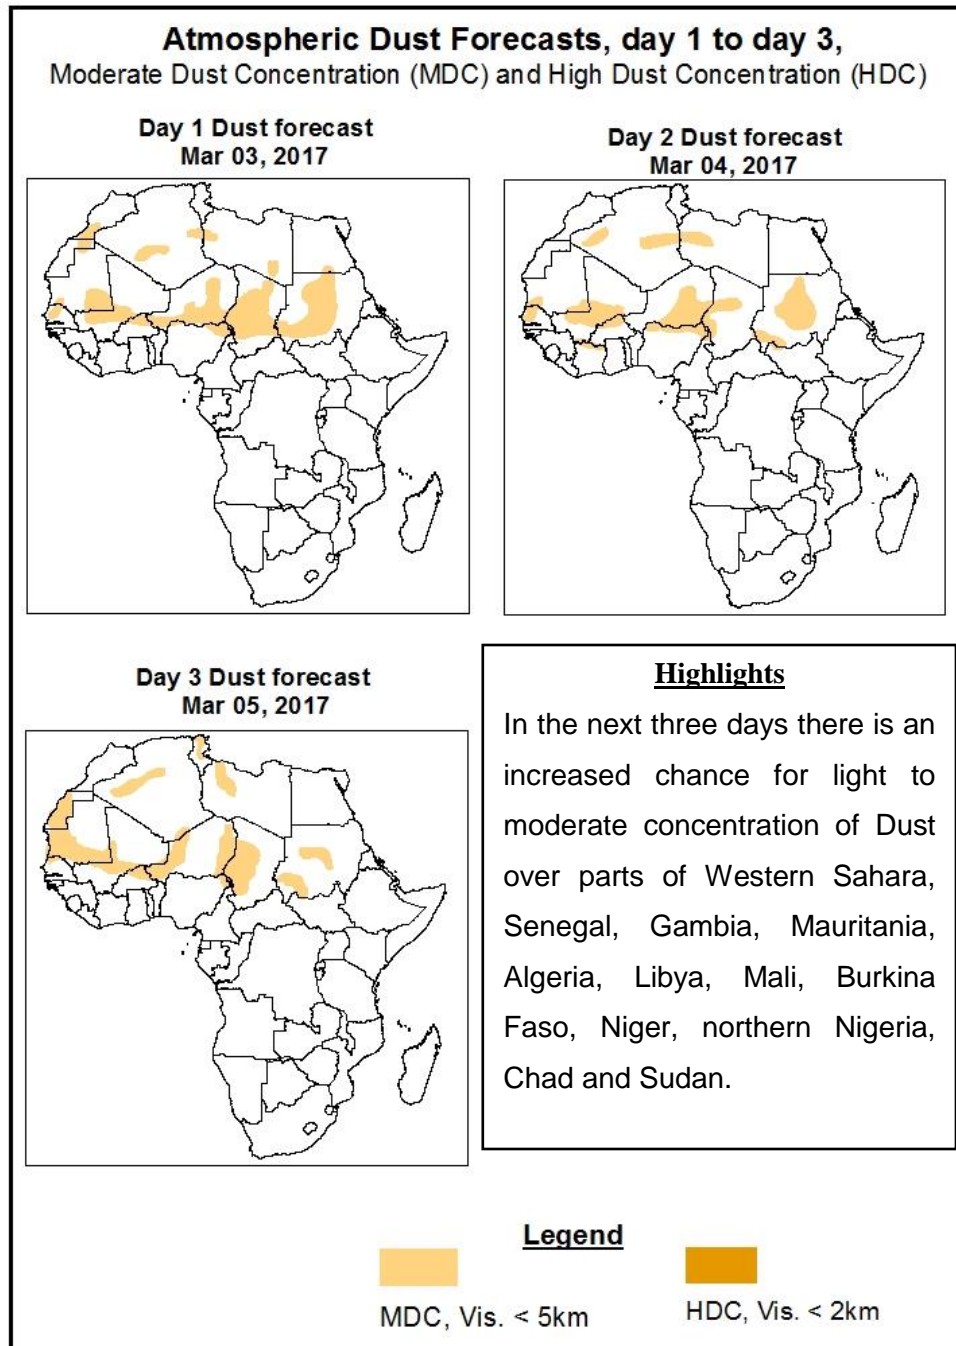 Atmospheric Dust Forecasts, day 1 to day 3,
Moderate Dust Concentration (MDC) and High Dust Concentration (HDC)
Day 1 Dust forecast
Mar 03, 2017
Day 2 Dust forecast
Mar 04, 2017
Day 3 Dust forecast
Mar 05, 2017
Highlights
In the next three days there is an
increased chance for light to
moderate concentration of Dust
over parts of Western Sahara,
Senegal, Gambia, Mauritania,
Algeria, Libya, Mali, Burkina
Faso, Niger, northern Nigeria,
Chad and Sudan.
Legend
MDC, Vis. < 5km
HDC, Vis. < 2km